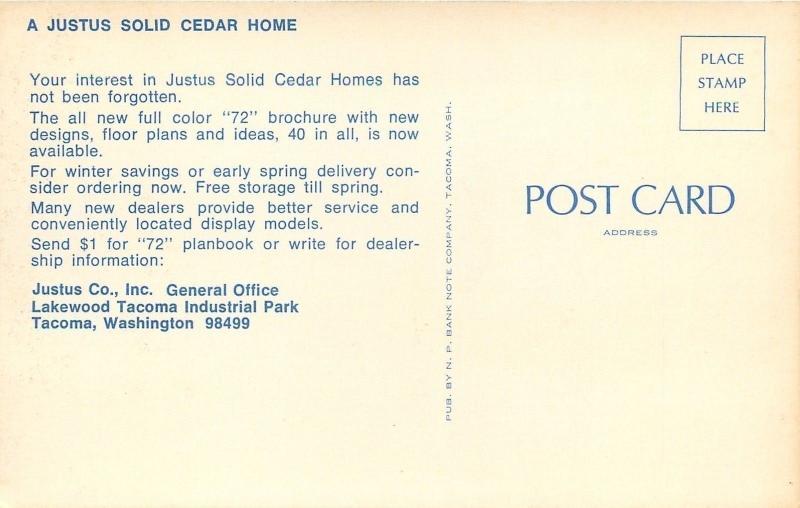 A JUSTUS SOLID CEDAR HOME
Your interest in Justus Solid Cedar Homes has
not been forgotten.
The all new full color "72" brochure with new
designs, floor plans and ideas, 40 in all, is now
available.
For winter savings or early spring delivery con-
sider ordering now. Free storage till spring.
Many new dealers provide better service and
conveniently located display models.
Send $1 for "72" planbook or write for dealer-
ship information:
Justus Co., Inc. General Office
Lakewood Tacoma Industrial Park
Tacoma, Washington 98499
PUB. BY N. P. BANK NOTE COMPANY, TACOMA, WASH.
PLACE
STAMP
HERE
POST CARD
ADDRESS